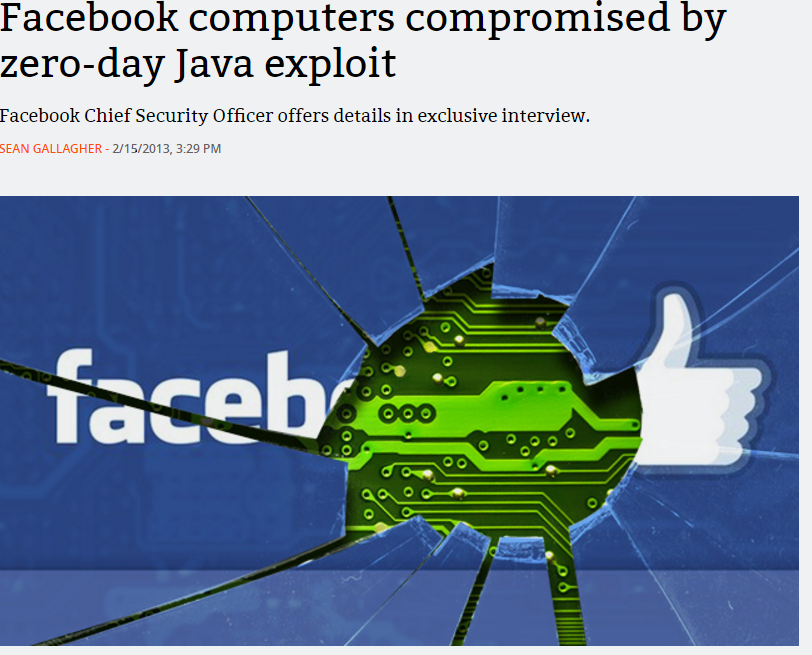 Facebook computers compromised by
zero-day Java exploit
Facebook Chief Security Officer offers details in exclusive interview.
SEAN GALLAGHER - 2/15/2013, 3:29 PM
faceb